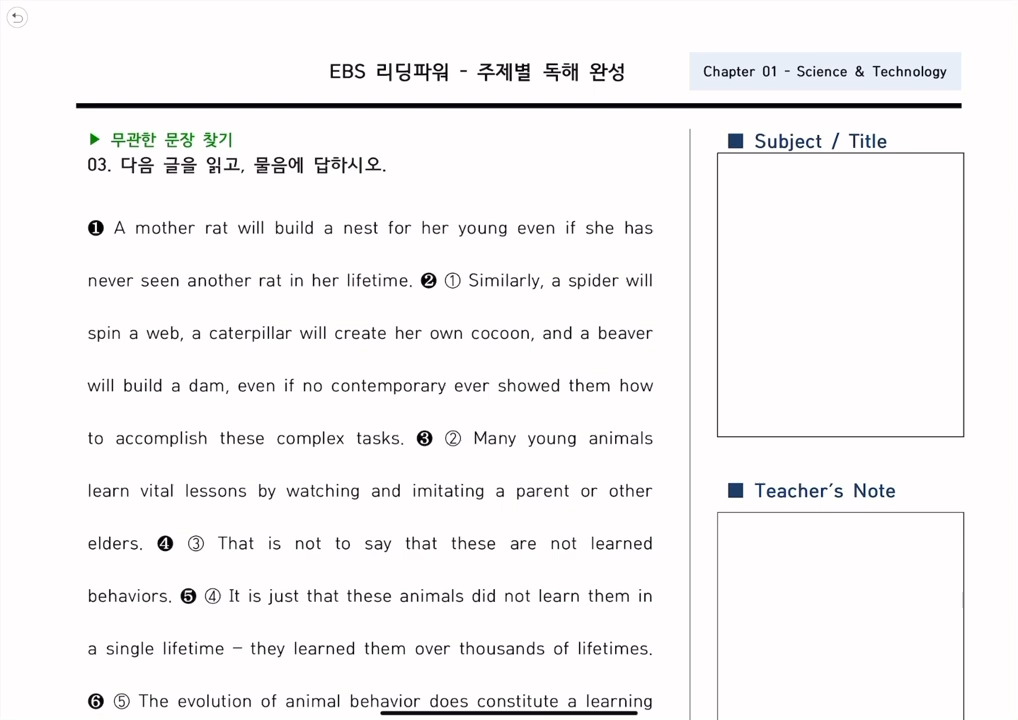 EBS 리딩파워 - 주제별 독해 완성
Chapter 01 - Science & Technology
▶ 무관한 문장 찾기
03. 다음 글을 읽고, 물음에 답하시오.
❶ A mother rat will build a nest for her young even if she has
never seen another rat in her lifetime. ❷ ① Similarly, a spider will
spin a web, a caterpillar will create her own cocoon, and a beaver
will build a dam, even if no contemporary ever showed them how
to accomplish these complex tasks. ❸ ② Many young animals
learn vital lessons by watching and imitating a parent or other
elders. ❹ ③ That is not to say that these are not learned
behaviors. ❺ ④ It is just that these animals did not learn them in
a single lifetime — they learned them over thousands of lifetimes.
❻ ⑤ The evolution of animal behavior does constitute a learning
■ Subject / Title
■ Teacher's Note